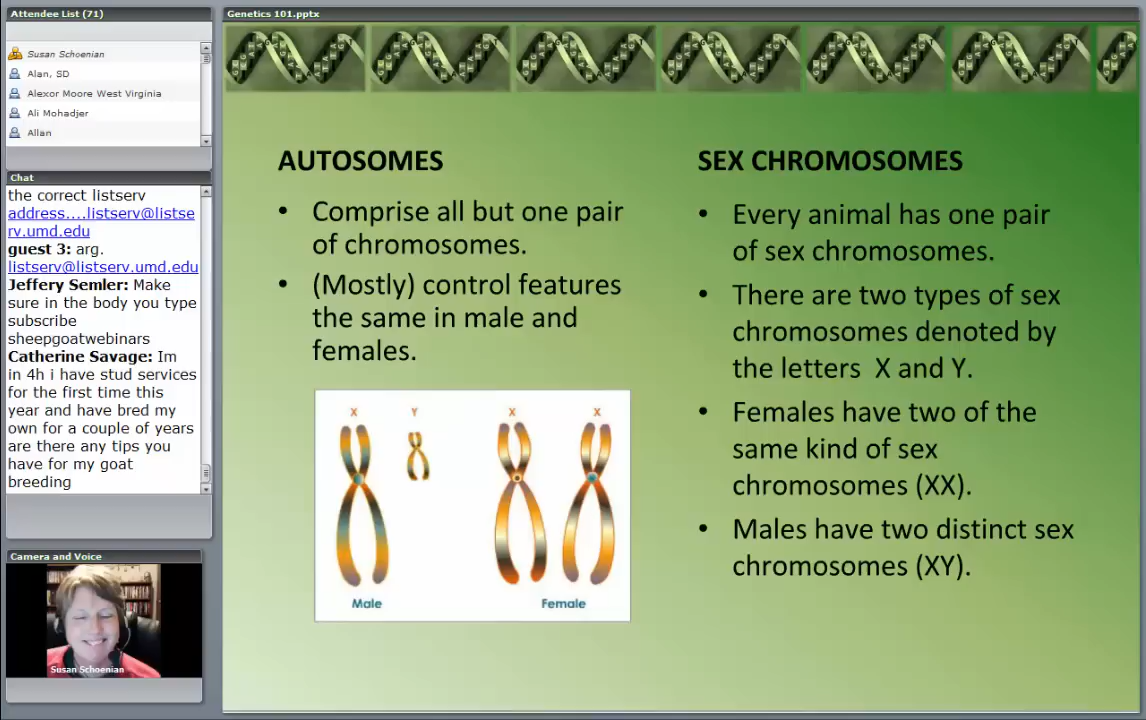 Attendee List (71)
Susan Schoenian
Alan, SD
Alexor Moore West Virginia
Ali Mohadjer
Allan
Chat
the correct listserv
address....listserv@listse
rv.umd.edu
guest 3: arg.
listserv@listserv.umd.edu
Jeffery Semler: Make
sure in the body you type
subscribe
sheepgoatwebinars
Catherine Savage: Im
in 4h i have stud services
for the first time this
year and have bred my
own for a couple of years
are there any tips you
have for my goat
breeding
Camera and Voice
Susan Schoenian
Genetics 101.pptx
AUTOSOMES
• Comprise all but one pair
of chromosomes.
• (Mostly) control features
the same in male and
females.
X Y X X
Male Female
SEX CHROMOSOMES
• Every animal has one pair
of sex chromosomes.
• There are two types of sex
chromosomes denoted by
the letters X and Y.
• Females have two of the
same kind of sex
chromosomes (XX).
• Males have two distinct sex
chromosomes (XY).